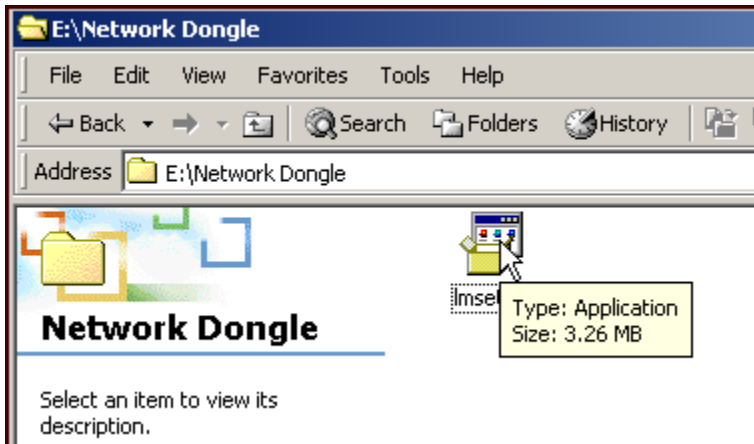 E:\Network Dongle
File Edit View Favorites Tools Help
Back Search Folders History
Address E:\Network Dongle
Network Dongle
Select an item to view its
description.
Type: Application
Size: 3.26 MB